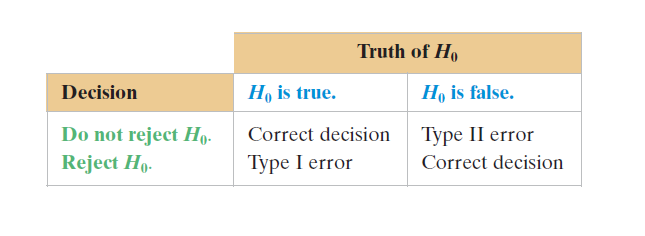 Truth of H₀
Decision H₀ is true. H₀ is false.
Do not reject H₀. Correct decision Type II error
Reject H₀. Type I error Correct decision